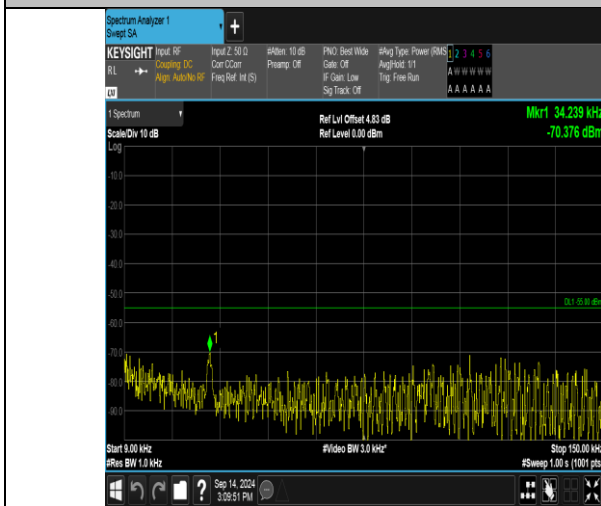 Spectrum Analyzer 1
Swept SA
+
KEYSIGHT
RL
Input: RF
Coupling: DC
Align: Auto/No RF
Input Z: 50 Ω
Corr CCorr
Freq Ref: Int (S)
#Atten: 10 dB
Preamp: Off
PNO: Best Wide
Gate: Off
IF Gain: Low
Sig Track: Off
#Avg Type: Power (RMS
Avg|Hold: 1/1
Trig: Free Run
1 2 3 4 5 6
A W W W W W
A A A A A A
1 Spectrum
Scale/Div 10 dB
Log
Ref Lvl Offset 4.83 dB
Ref Level 0.00 dBm
Mkr1 34.239 kHz
-70.376 dBm
-10.0
-20.0
-30.0
-40.0
-50.0
DL1 -55.00 dBm
-60.0
1
-70.0
-80.0
-90.0
Start 9.00 kHz
#Res BW 1.0 kHz
#Video BW 3.0 kHz*
Stop 150.00 kHz
#Sweep 1.00 s (1001 pts
?
Sep 14, 2024
3:09:51 PM